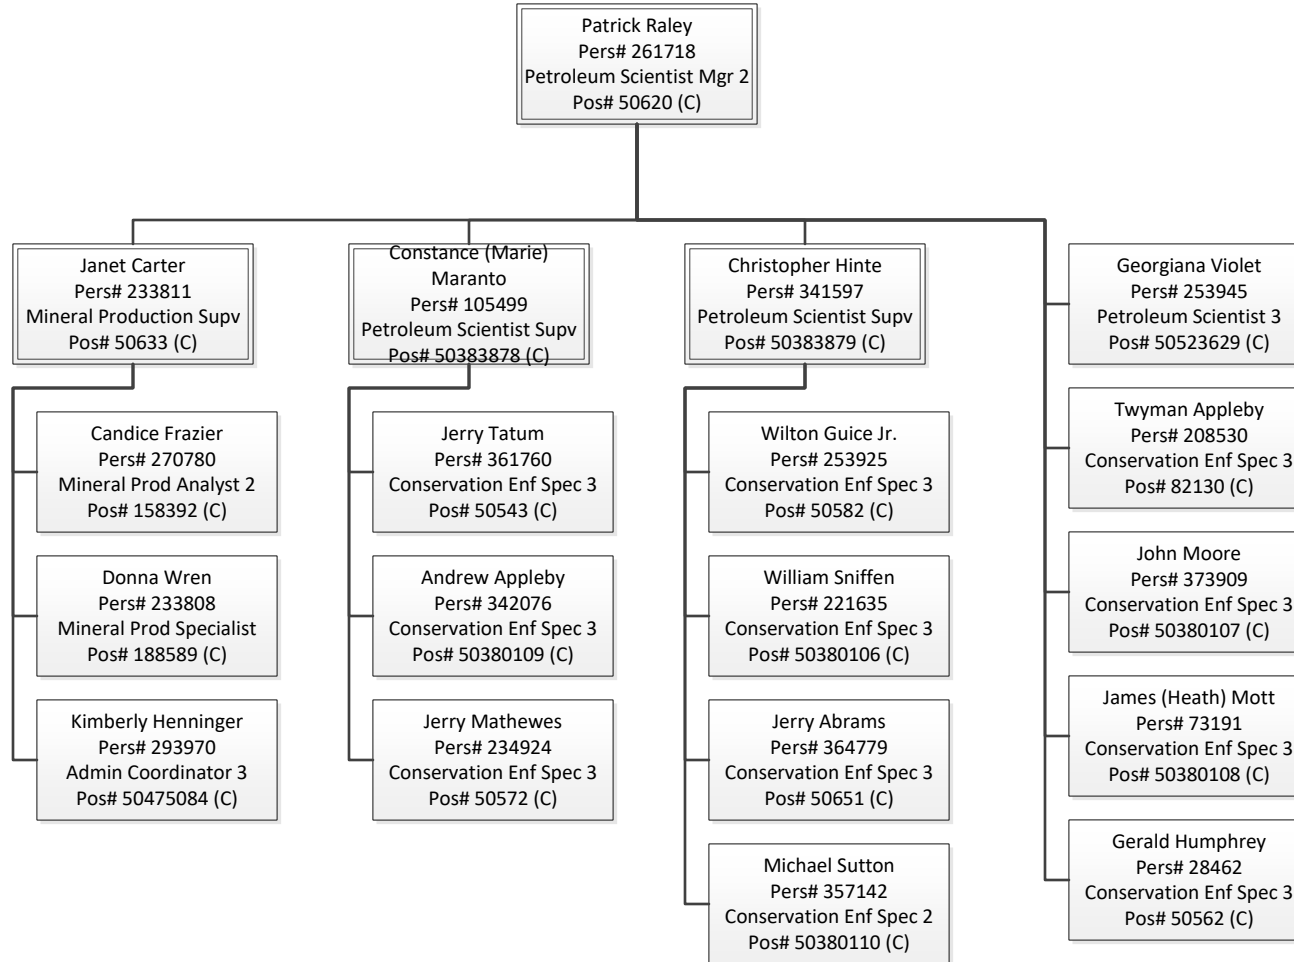 Patrick Raley
Pers# 261718
Petroleum Scientist Mgr 2
Pos# 50620 (C)
Janet Carter
Pers# 233811
Mineral Production Supv
Pos# 50633 (C)
Constance (Marie)
Maranto
Pers# 105499
Petroleum Scientist Supv
Pos# 50383878 (C)
Christopher Hinte
Pers# 341597
Petroleum Scientist Supv
Pos# 50383879 (C)
Georgiana Violet
Pers# 253945
Petroleum Scientist 3
Pos# 50523629 (C)
Candice Frazier
Pers# 270780
Mineral Prod Analyst 2
Pos# 158392 (C)
Donna Wren
Pers# 233808
Mineral Prod Specialist
Pos# 188589 (C)
Kimberly Henninger
Pers# 293970
Admin Coordinator 3
Pos# 50475084 (C)
Jerry Tatum
Pers# 361760
Conservation Enf Spec 3
Pos# 50543 (C)
Andrew Appleby
Pers# 342076
Conservation Enf Spec 3
Pos# 50380109 (C)
Jerry Mathewes
Pers# 234924
Conservation Enf Spec 3
Pos# 50572 (C)
Wilton Guice Jr.
Pers# 253925
Conservation Enf Spec 3
Pos# 50582 (C)
William Sniffen
Pers# 221635
Conservation Enf Spec 3
Pos# 50380106 (C)
Jerry Abrams
Pers# 364779
Conservation Enf Spec 3
Pos# 50651 (C)
Michael Sutton
Pers# 357142
Conservation Enf Spec 2
Pos# 50380110 (C)
Twyman Appleby
Pers# 208530
Conservation Enf Spec 3
Pos# 82130 (C)
John Moore
Pers# 373909
Conservation Enf Spec 3
Pos# 50380107 (C)
James (Heath) Mott
Pers# 73191
Conservation Enf Spec 3
Pos# 50380108 (C)
Gerald Humphrey
Pers# 28462
Conservation Enf Spec 3
Pos# 50562 (C)